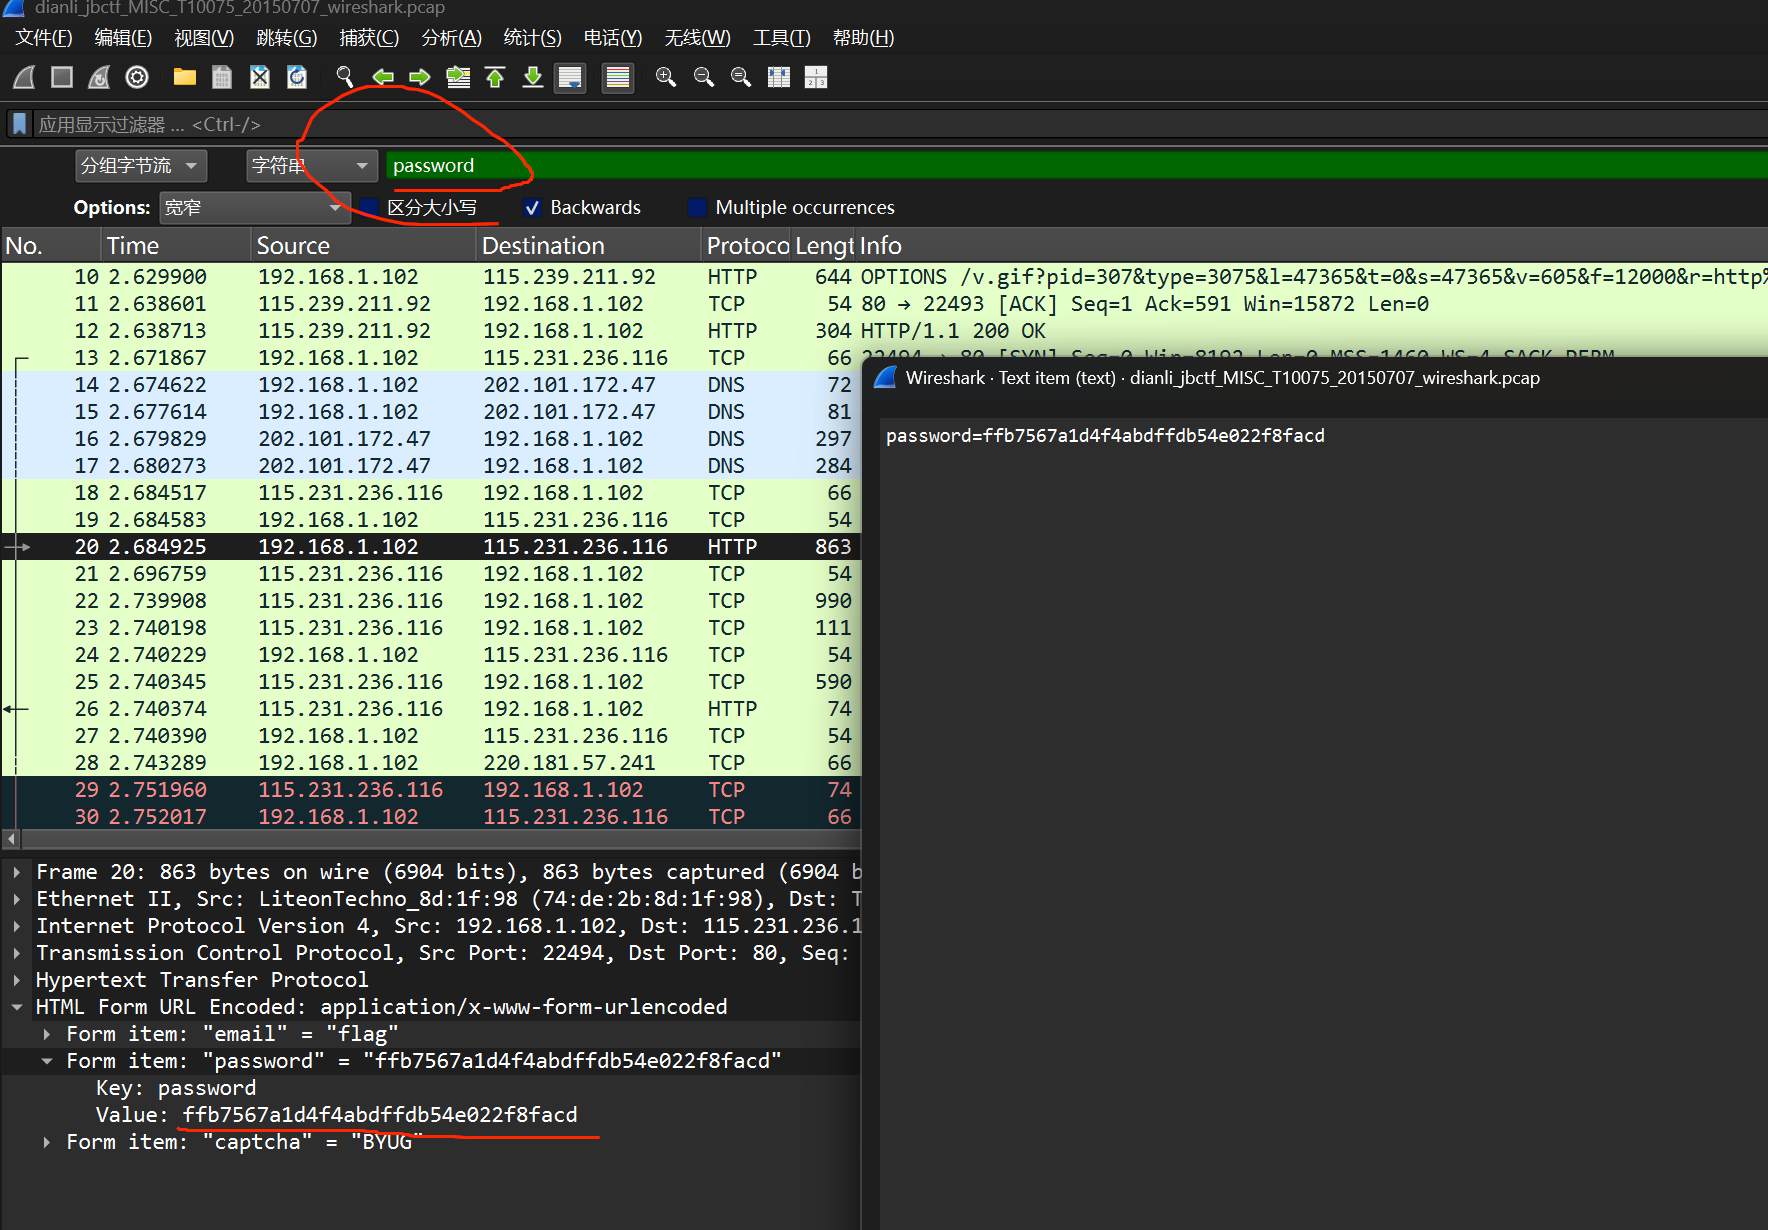 dianli_jbctf_MISC_T10075_20150707_wireshark.pcap
文件(F) 编辑(E) 视图(V) 跳转(G) 捕获(C) 分析(A) 统计(S) 电话(Y) 无线(W) 工具(T) 帮助(H)
应用显示过滤器 … <Ctrl-/>
分组字节流 字符串 password
Options: 宽窄 区分大小写 Backwards Multiple occurrences
No. Time Source Destination Protoco Lengt Info
10 2.629900 192.168.1.102 115.239.211.92 HTTP 644 OPTIONS /v.gif?pid=307&type=3075&l=47365&t=0&s=47365&v=605&f=12000&r=http%
11 2.638601 115.239.211.92 192.168.1.102 TCP 54 80 → 22493 [ACK] Seq=1 Ack=591 Win=15872 Len=0
12 2.638713 115.239.211.92 192.168.1.102 HTTP 304 HTTP/1.1 200 OK
13 2.671867 192.168.1.102 115.231.236.116 TCP 66 22494 → 80 [SYN] Seq=0 Win=8192 Len=0 MSS=1460 WS=4 SACK_PERM
14 2.674622 192.168.1.102 202.101.172.47 DNS 72
15 2.677614 192.168.1.102 202.101.172.47 DNS 81
16 2.679829 202.101.172.47 192.168.1.102 DNS 297
17 2.680273 202.101.172.47 192.168.1.102 DNS 284
18 2.684517 115.231.236.116 192.168.1.102 TCP 66
19 2.684583 192.168.1.102 115.231.236.116 TCP 54
20 2.684925 192.168.1.102 115.231.236.116 HTTP 863
21 2.696759 115.231.236.116 192.168.1.102 TCP 54
22 2.739908 115.231.236.116 192.168.1.102 TCP 990
23 2.740198 115.231.236.116 192.168.1.102 TCP 111
24 2.740229 192.168.1.102 115.231.236.116 TCP 54
25 2.740345 115.231.236.116 192.168.1.102 TCP 590
26 2.740374 115.231.236.116 192.168.1.102 HTTP 74
27 2.740390 192.168.1.102 115.231.236.116 TCP 54
28 2.743289 192.168.1.102 220.181.57.241 TCP 66
29 2.751960 115.231.236.116 192.168.1.102 TCP 74
30 2.752017 192.168.1.102 115.231.236.116 TCP 66
Wireshark · Text item (text) · dianli_jbctf_MISC_T10075_20150707_wireshark.pcap
password=ffb7567a1d4f4abdffdb54e022f8facd
Frame 20: 863 bytes on wire (6904 bits), 863 bytes captured (6904 b
Ethernet II, Src: LiteonTechno_8d:1f:98 (74:de:2b:8d:1f:98), Dst: T
Internet Protocol Version 4, Src: 192.168.1.102, Dst: 115.231.236.1
Transmission Control Protocol, Src Port: 22494, Dst Port: 80, Seq:
Hypertext Transfer Protocol
HTML Form URL Encoded: application/x-www-form-urlencoded
Form item: "email" = "flag"
Form item: "password" = "ffb7567a1d4f4abdffdb54e022f8facd"
Key: password
Value: ffb7567a1d4f4abdffdb54e022f8facd
Form item: "captcha" = "BYUG"